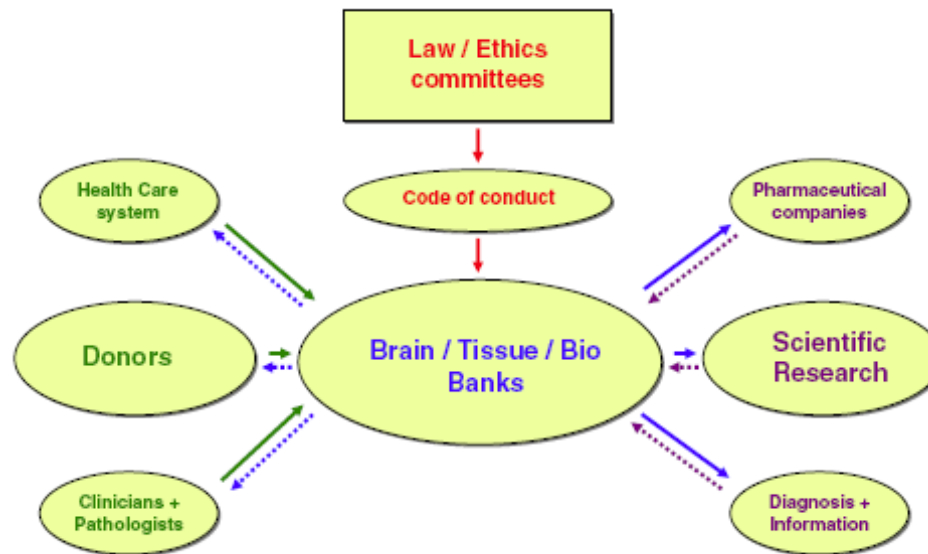 Law / Ethics
committees
Health Care
system
Code of conduct
Pharmaceutical
companies
Donors
Brain / Tissue / Bio
Banks
Scientific
Research
Clinicians +
Pathologists
Diagnosis +
Information